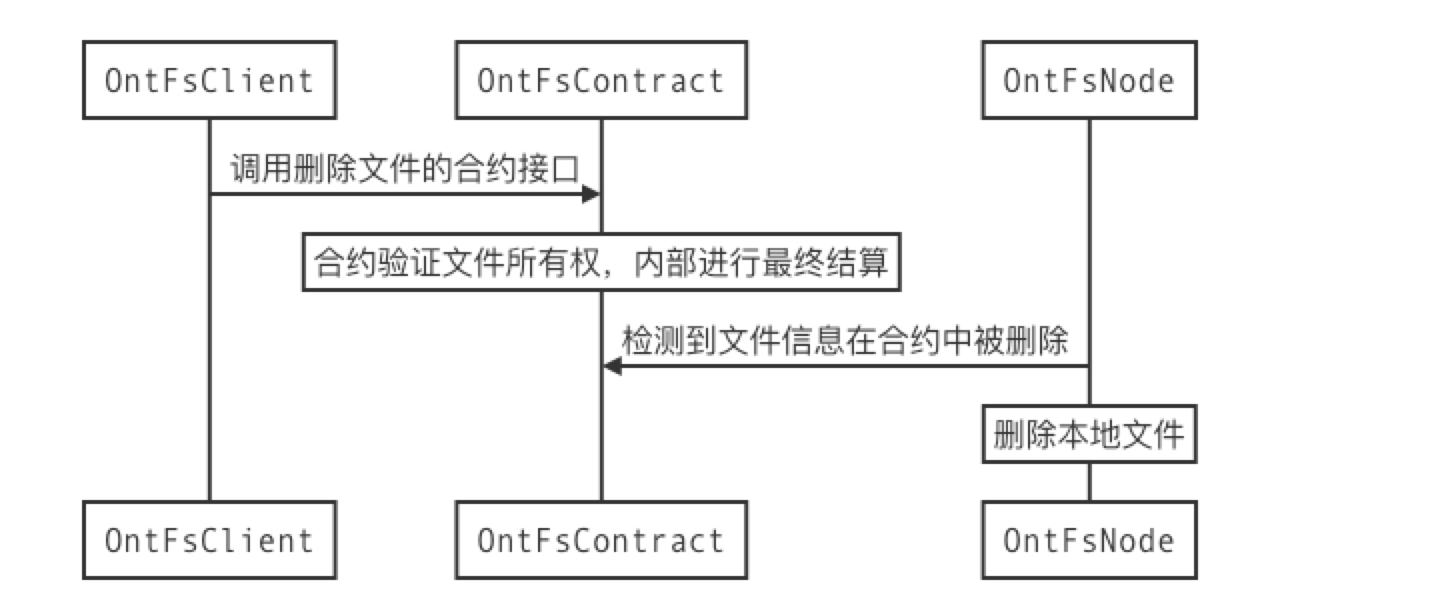 OntFsClient
OntFsContract
OntFsNode
调用删除文件的合约接口
合约验证文件所有权，内部进行最终结算
检测到文件信息在合约中被删除
删除本地文件
OntFsClient
OntFsContract
OntFsNode